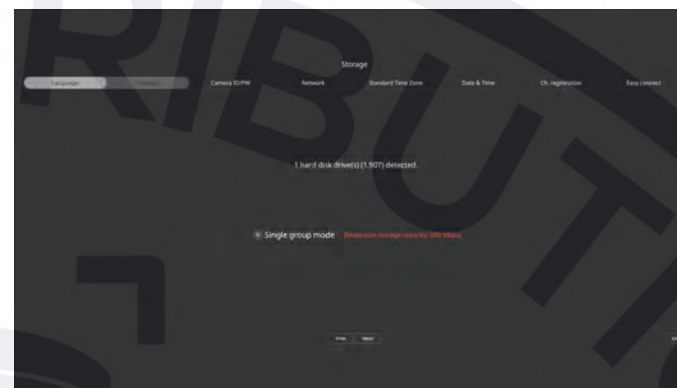 RIBUT
Storage
Language Storage Camera ID/PW Network Standard Time Zone Date & Time Ch. registration Easy connect
1 hard disk drive(s) (1.90T) detected.
Single group mode
Prev Next